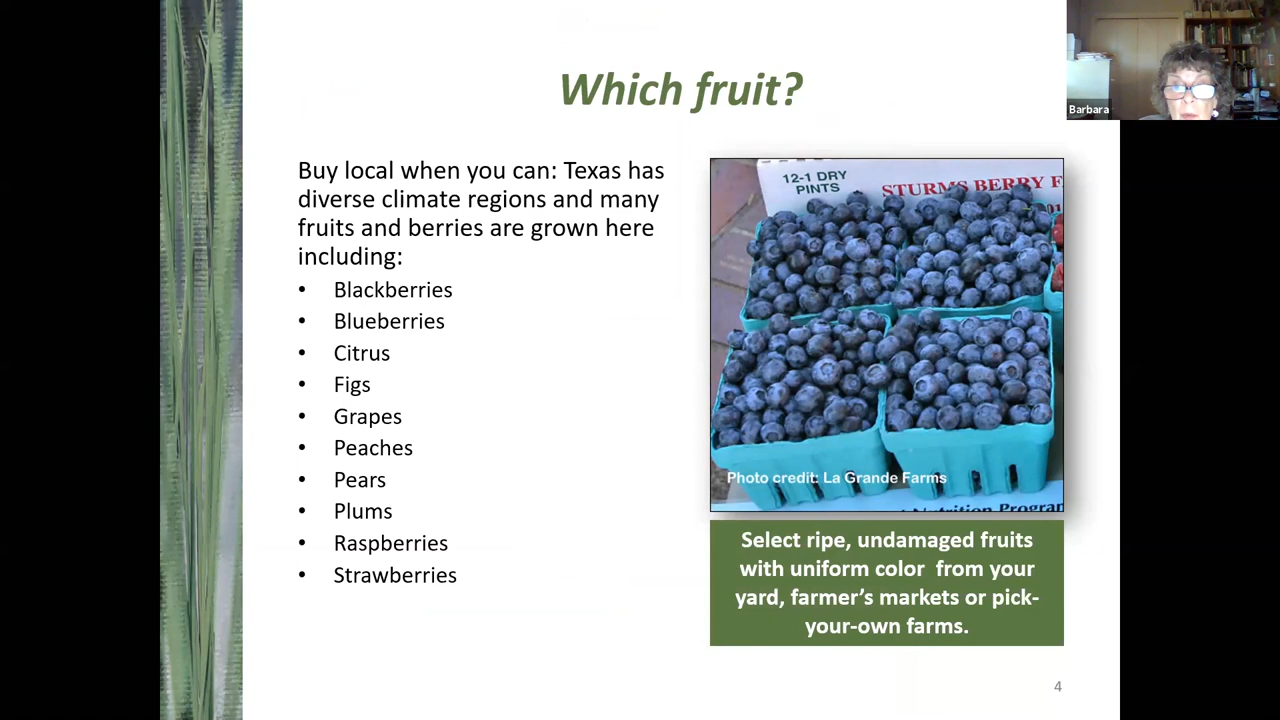 Which fruit?
Barbara
Buy local when you can: Texas has
diverse climate regions and many
fruits and berries are grown here
including:
• Blackberries
• Blueberries
• Citrus
• Figs
• Grapes
• Peaches
• Pears
• Plums
• Raspberries
• Strawberries
12-1 DRY
PINTS
STURMS BERRY F
Photo credit: La Grande Farms
Nutrition Program
Select ripe, undamaged fruits
with uniform color from your
yard, farmer’s markets or pick-
your-own farms.
4